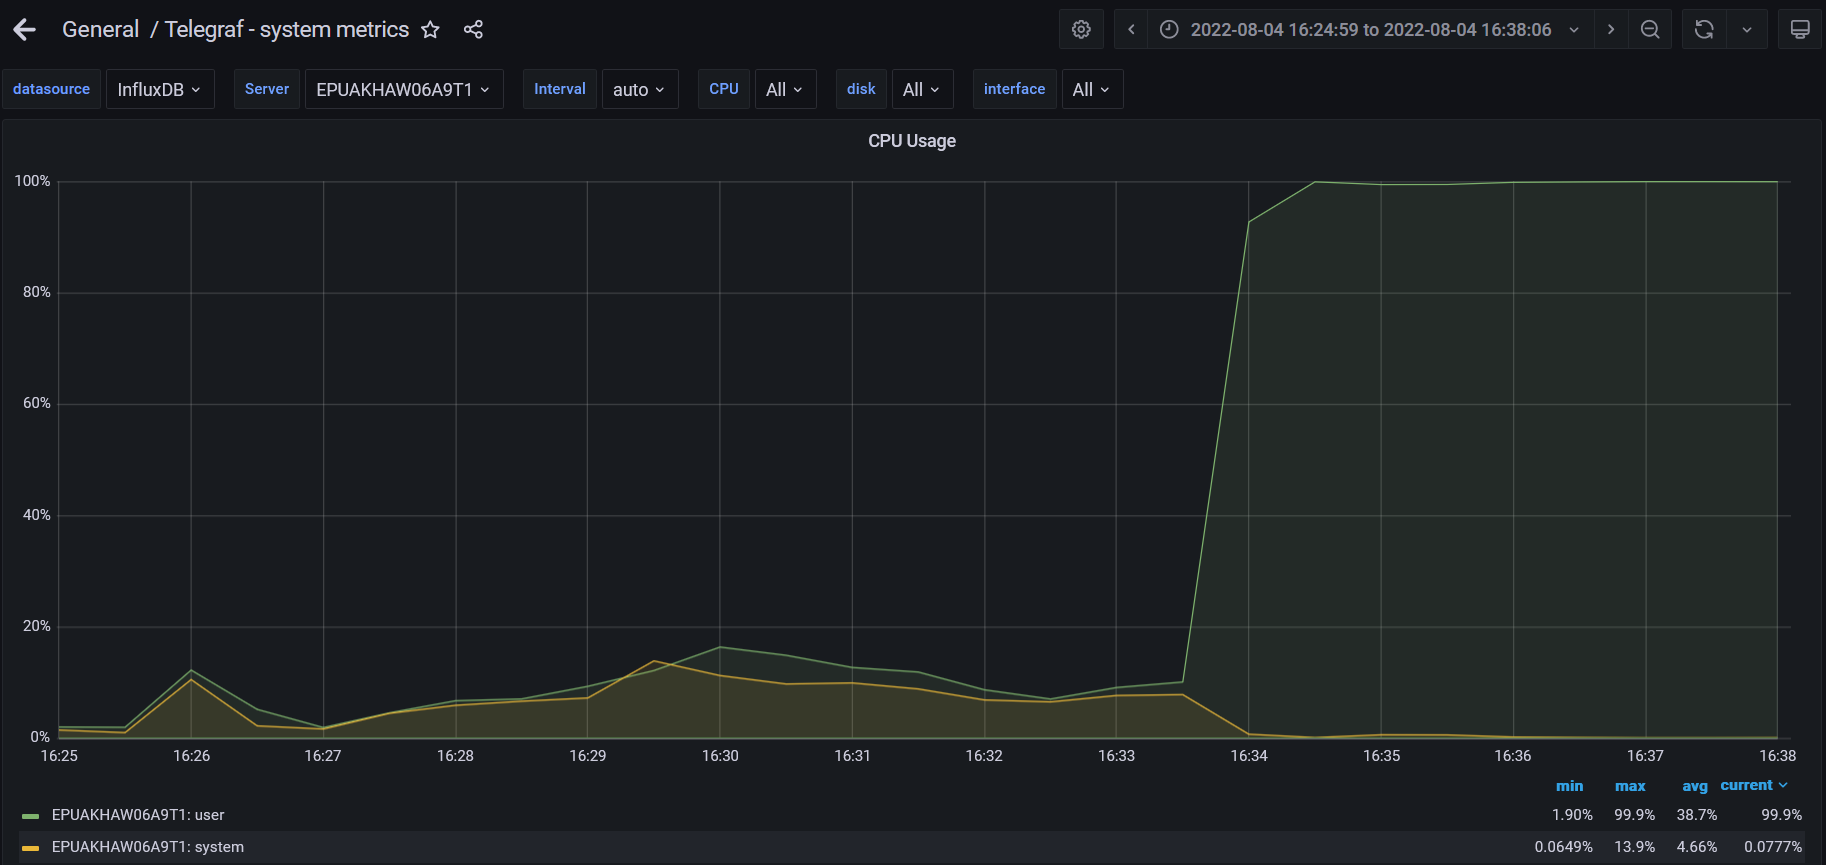 General / Telegraf - system metrics
2022-08-04 16:24:59 to 2022-08-04 16:38:06
datasource InfluxDB Server EPUAKHAW06A9T1 Interval auto CPU All disk All interface All
CPU Usage
100%
80%
60%
40%
20%
0%
16:25 16:26 16:27 16:28 16:29 16:30 16:31 16:32 16:33 16:34 16:35 16:36 16:37 16:38
min max avg current
EPUAKHAW06A9T1: user 1.90% 99.9% 38.7% 99.9%
EPUAKHAW06A9T1: system 0.0649% 13.9% 4.66% 0.0777%